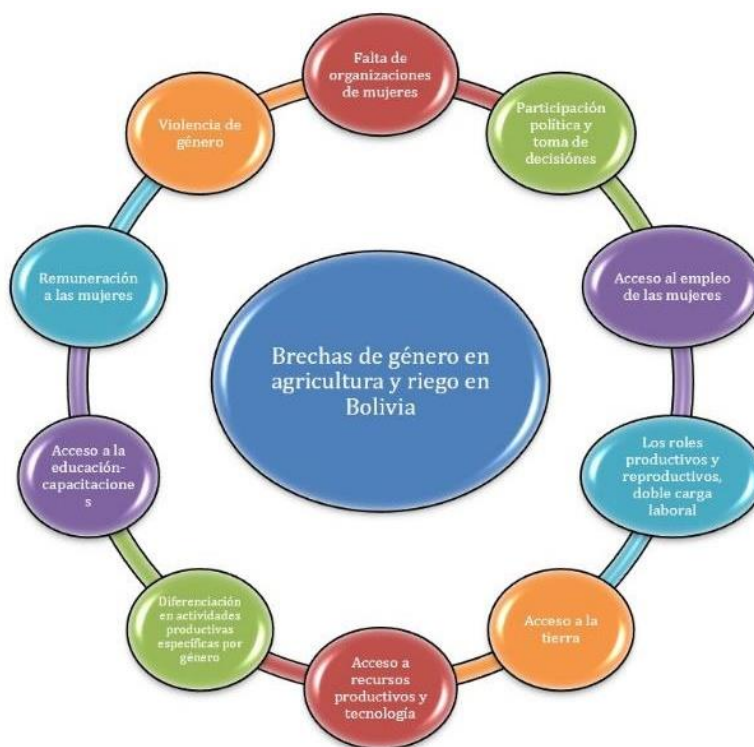 Falta de
organizaciones
de mujeres
Participación
política y
toma de
decisiónes
Acceso al empleo
de las mujeres
Los roles
productivos y
reproductivos,
doble carga
laboral
Acceso a la
tierra
Acceso a
recursos
productivos y
tecnología
Diferenciación
en actividades
productivas
específicas por
género
Acceso a la
educación-
capacitacione
s
Remuneración
a las mujeres
Violencia de
género
Brechas de género en
agricultura y riego en
Bolivia